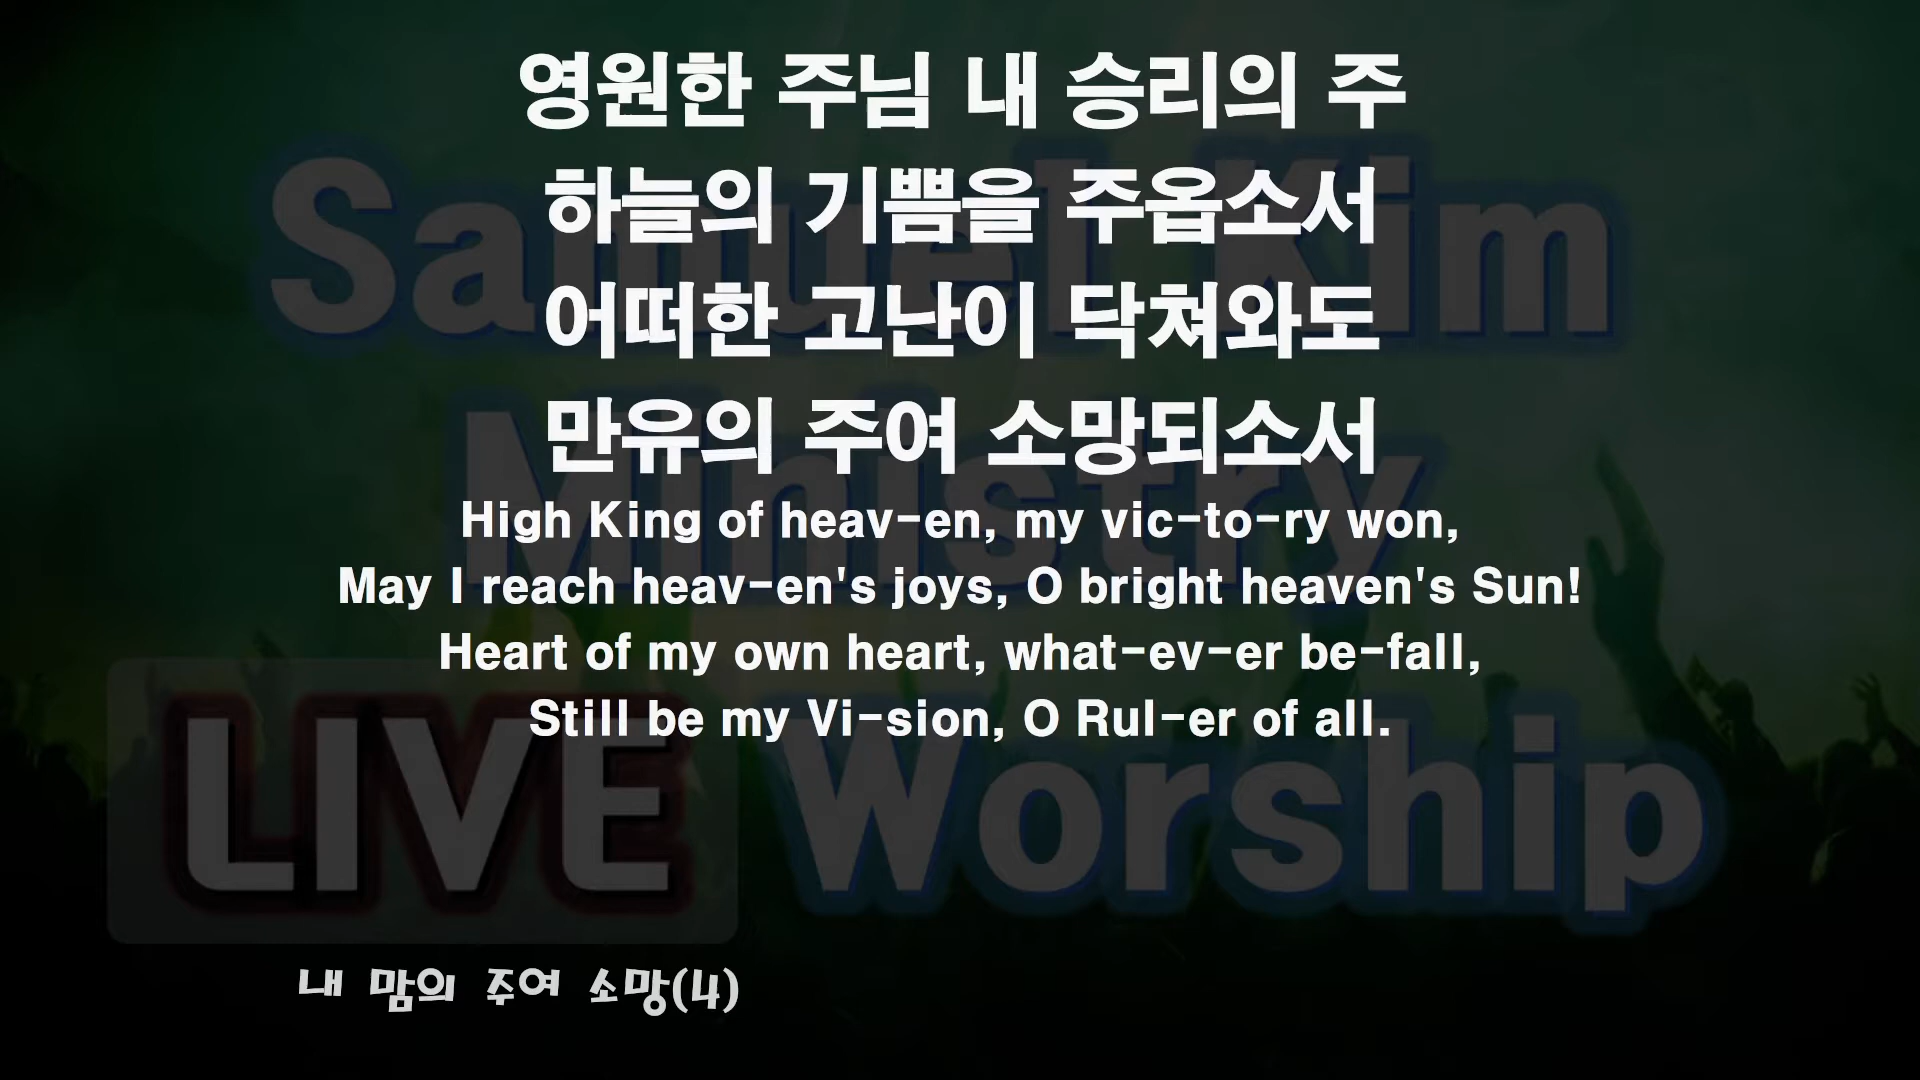 영원한 주님 내 승리의 주
하늘의 기쁨을 주옵소서
어떠한 고난이 닥쳐와도
만유의 주여 소망되소서
High King of heav-en, my vic-to-ry won,
May I reach heav-en's joys, O bright heaven's Sun!
Heart of my own heart, what-ev-er be-fall,
Still be my Vi-sion, O Rul-er of all.
Samuel Kim
Ministry
LIVE Worship
내 맘의 주여 소망(4)